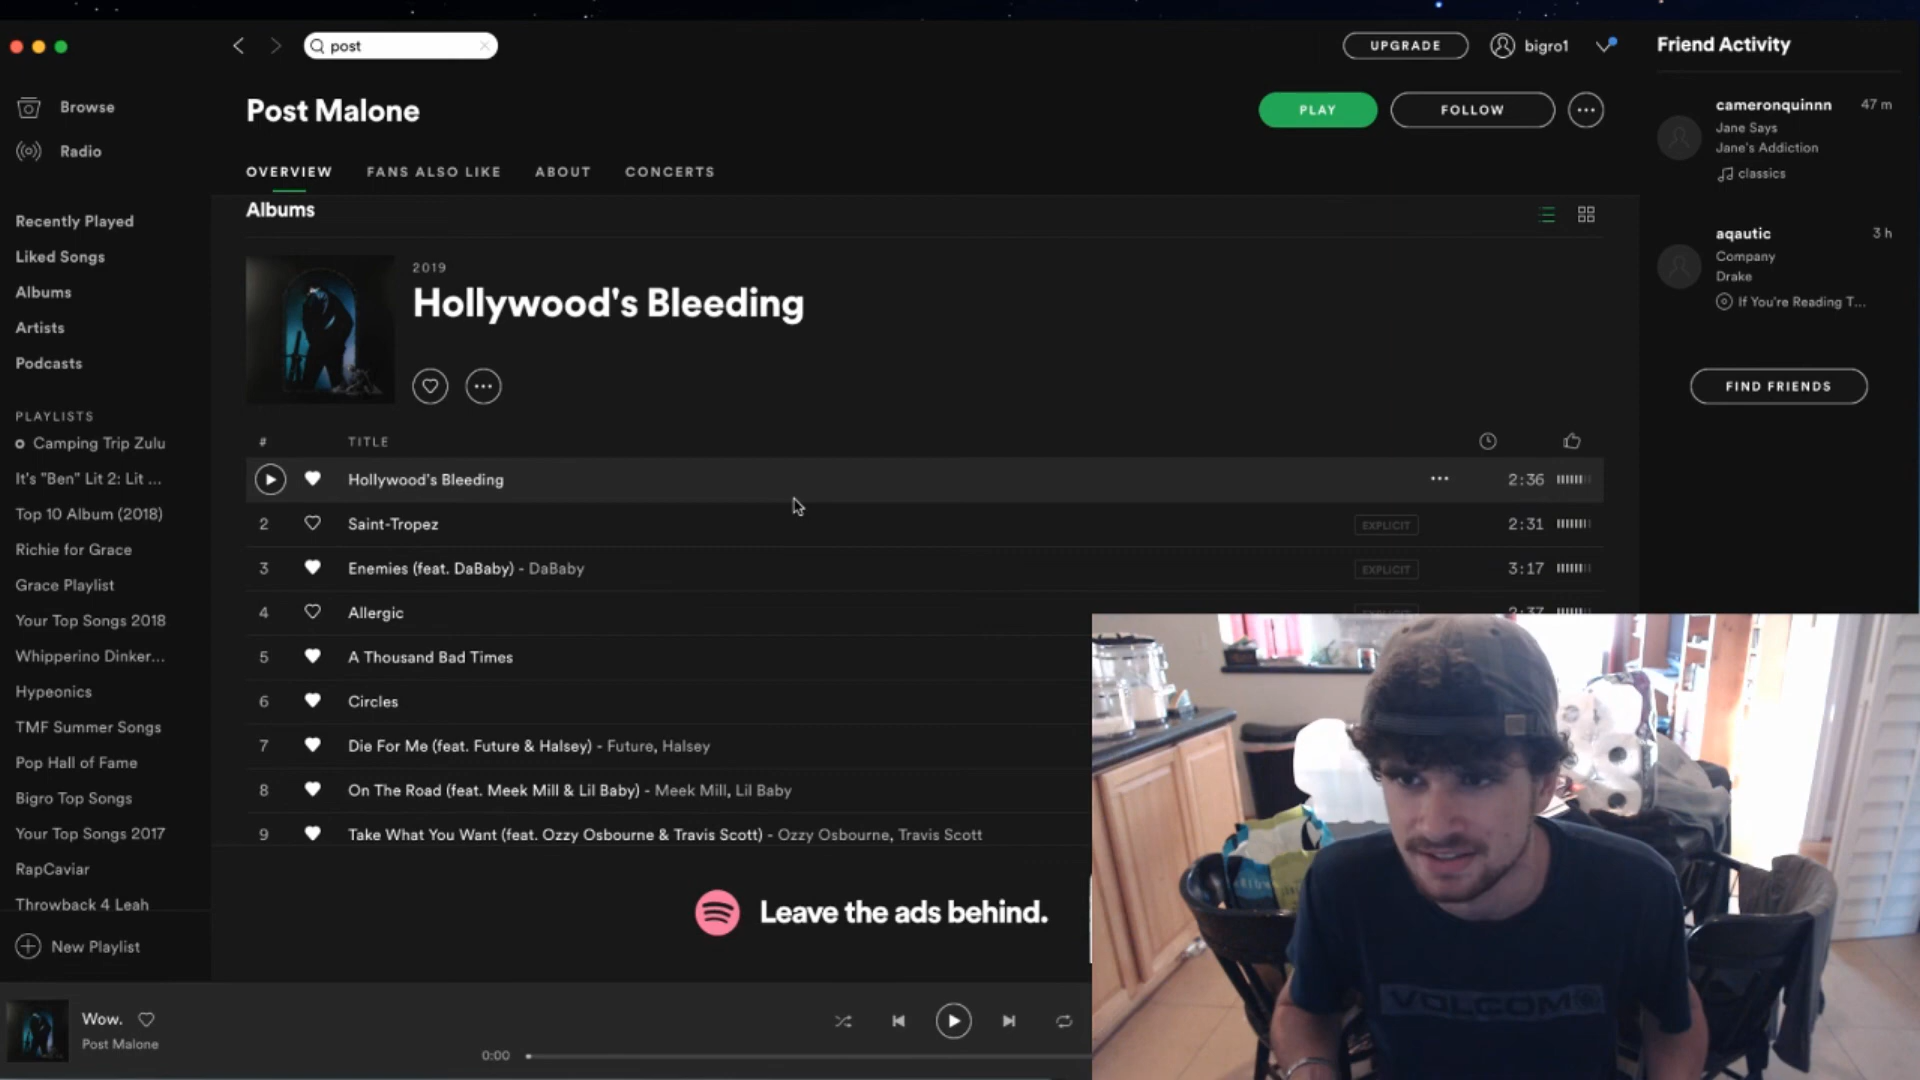 post
UPGRADE
bigro1
Friend Activity
Browse
Radio
Recently Played
Liked Songs
Albums
Artists
Podcasts
PLAYLISTS
Camping Trip Zulu
It's "Ben" Lit 2: Lit ...
Top 10 Album (2018)
Richie for Grace
Grace Playlist
Your Top Songs 2018
Whipperino Dinker...
Hypeonics
TMF Summer Songs
Pop Hall of Fame
Bigro Top Songs
Your Top Songs 2017
RapCaviar
Throwback 4 Leah
New Playlist
Post Malone
PLAY
FOLLOW
OVERVIEW FANS ALSO LIKE ABOUT CONCERTS
Albums
2019
Hollywood's Bleeding
# TITLE
Hollywood's Bleeding 2:36
2 Saint-Tropez EXPLICIT 2:31
3 Enemies (feat. DaBaby) - DaBaby EXPLICIT 3:17
4 Allergic EXPLICIT 2:37
5 A Thousand Bad Times
6 Circles
7 Die For Me (feat. Future & Halsey) - Future, Halsey
8 On The Road (feat. Meek Mill & Lil Baby) - Meek Mill, Lil Baby
9 Take What You Want (feat. Ozzy Osbourne & Travis Scott) - Ozzy Osbourne, Travis Scott
Leave the ads behind.
cameronquinnn 47 m
Jane Says
Jane's Addiction
classics
aqautic 3 h
Company
Drake
If You're Reading T...
FIND FRIENDS
Wow.
Post Malone
0:00
VOLCOM